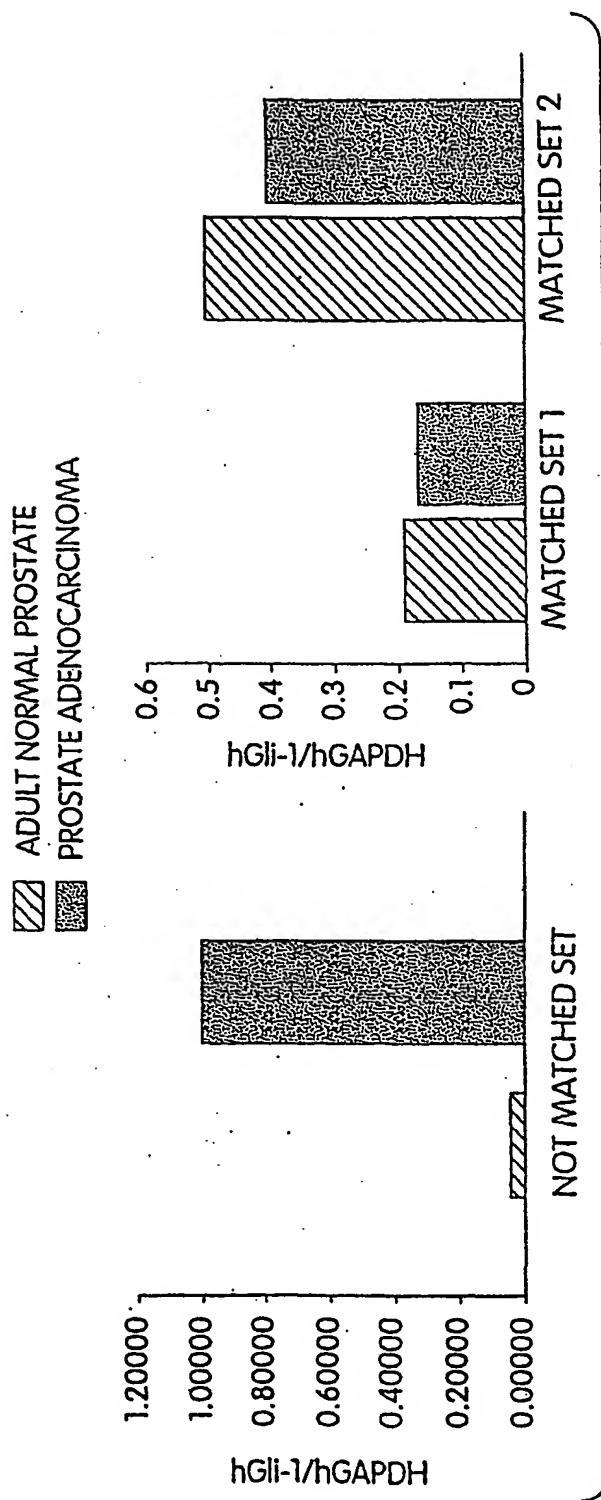 ADULT NORMAL PROSTATE
PROSTATE ADENOCARCINOMA
hGli-1/hGAPDH
1.20000
1.00000
0.80000
0.60000
0.40000
0.20000
0.00000
NOT MATCHED SET
hGli-1/hGAPDH
0.6
0.5
0.4
0.3
0.2
0.1
0
MATCHED SET 1
MATCHED SET 2